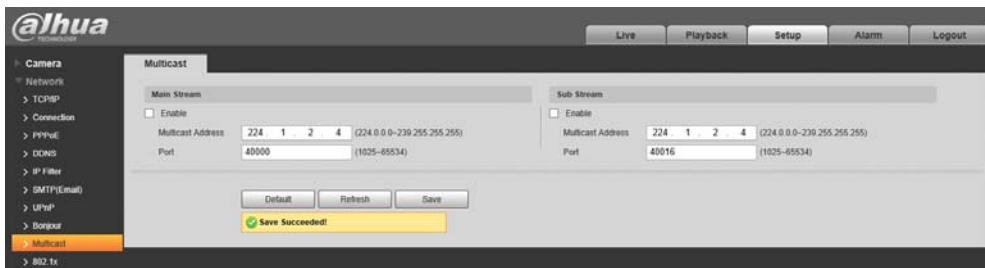 alhua
TECHNOLOGY
Live Playback Setup Alarm Logout
Camera
Network
TCP/IP
Connection
PPPoE
DDNS
IP Filter
SMTP(Email)
UPnP
Bonjour
Multicast
802.1x
Multicast
Main Stream
Enable
Multicast Address 224 . 1 . 2 . 4 (224.0.0.0~239.255.255.255)
Port 40000 (1025~65534)
Sub Stream
Enable
Multicast Address 224 . 1 . 2 . 4 (224.0.0.0~239.255.255.255)
Port 40016 (1025~65534)
Default Refresh Save
Save Succeeded!